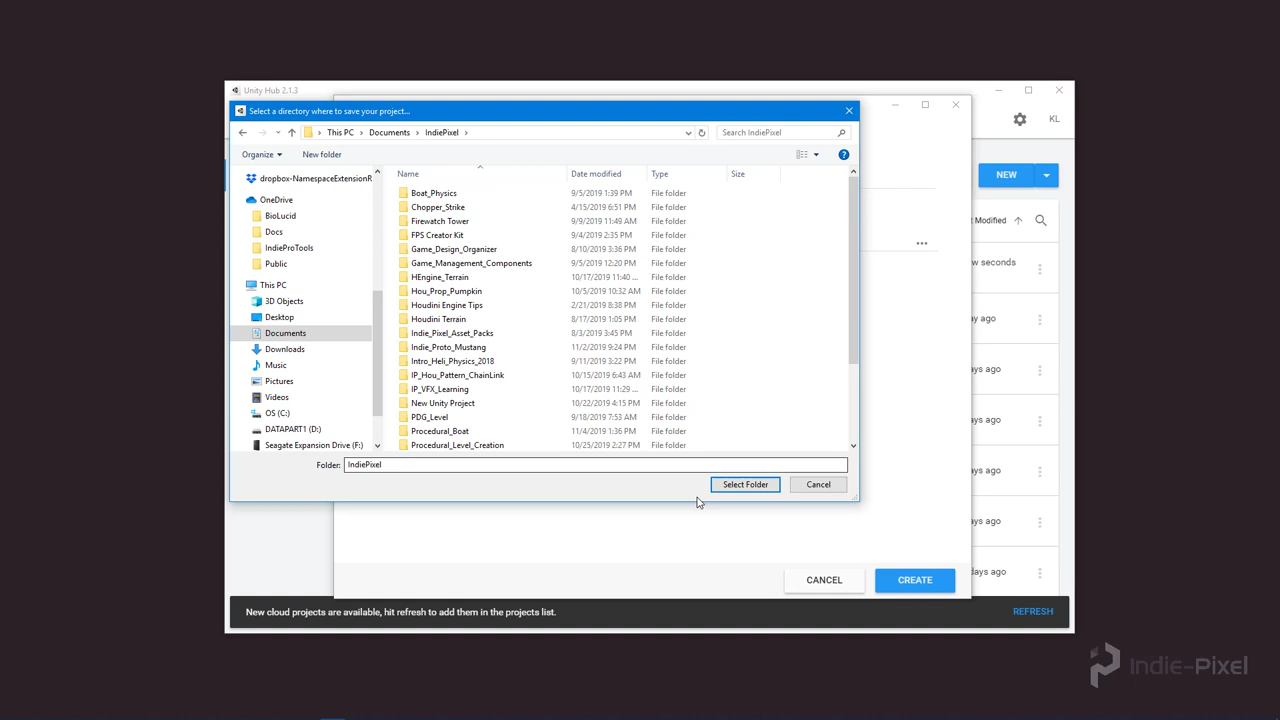 Unity Hub 2.1.3
Select a directory where to save your project...
This PC > Documents > IndiePixel >
Search IndiePixel
KL
Organize
New folder
NEW
Name
Date modified
Type
Size
dropbox-NamespaceExtensionR
OneDrive
BioLucid
Docs
IndieProTools
Public
This PC
3D Objects
Desktop
Documents
Downloads
Music
Pictures
Videos
OS (C:)
DATAPART1 (D:)
Seagate Expansion Drive (F:)
Boat_Physics 9/5/2019 1:39 PM File folder
Chopper_Strike 4/15/2019 6:51 PM File folder
Firewatch Tower 9/9/2019 11:49 AM File folder
FPS Creator Kit 9/4/2019 2:35 PM File folder
Game_Design_Organizer 8/10/2019 3:36 PM File folder
Game_Management_Components 9/5/2019 12:20 PM File folder
HEngine_Terrain 10/17/2019 11:40 ... File folder
Hou_Prop_Pumpkin 10/5/2019 10:32 AM File folder
Houdini Engine Tips 2/21/2019 8:38 PM File folder
Houdini Terrain 8/17/2019 1:05 PM File folder
Indie_Pixel_Asset_Packs 8/3/2019 3:45 PM File folder
Indie_Proto_Mustang 11/2/2019 9:24 PM File folder
Intro_Heli_Physics_2018 9/11/2019 3:22 PM File folder
IP_Hou_Pattern_ChainLink 10/15/2019 6:43 AM File folder
IP_VFX_Learning 10/17/2019 11:29 ... File folder
New Unity Project 10/22/2019 4:15 PM File folder
PDG_Level 9/18/2019 7:53 AM File folder
Procedural_Boat 11/4/2019 1:36 PM File folder
Procedural_Level_Creation 10/25/2019 2:27 PM File folder
t Modified
w seconds
ay ago
ays ago
ays ago
ays ago
ays ago
days ago
Folder: IndiePixel
Select Folder
Cancel
CANCEL
CREATE
New cloud projects are available, hit refresh to add them in the projects list.
REFRESH
Indie-Pixel